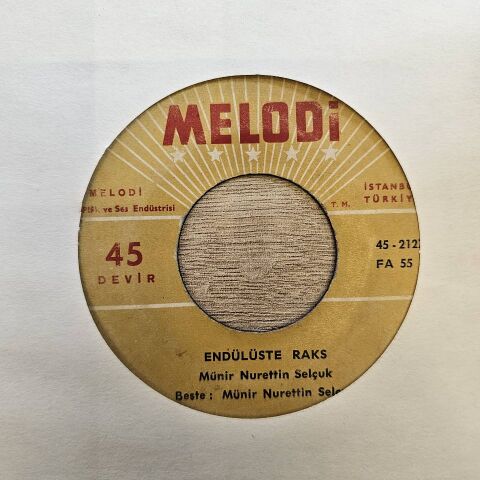 MELODİ
MELODİ
ve Ses Endüstrisi
T. M.
İSTANBU
TÜRKİY
45
DEVİR
45-212
FA 55
ENDÜLÜSTE RAKS
Münir Nurettin Selçuk
Beste : Münir Nurettin Selç